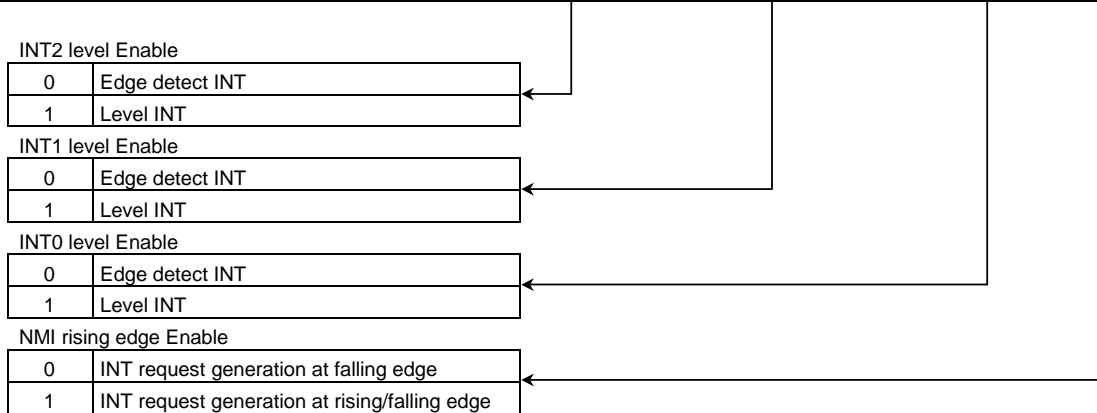 INT2 level Enable
0 Edge detect INT
1 Level INT
INT1 level Enable
0 Edge detect INT
1 Level INT
INT0 level Enable
0 Edge detect INT
1 Level INT
NMI rising edge Enable
0 INT request generation at falling edge
1 INT request generation at rising/falling edge